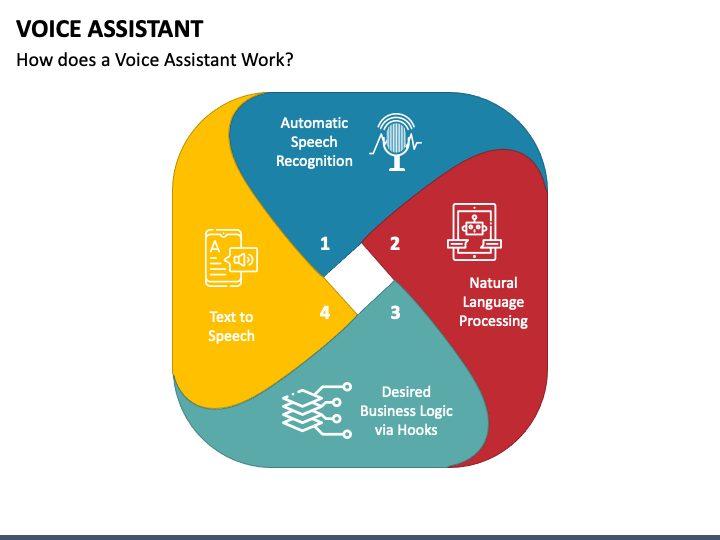 VOICE ASSISTANT
How does a Voice Assistant Work?
Automatic
Speech
Recognition
1
2
Natural
Language
Processing
3
Desired
Business Logic
via Hooks
4
Text to
Speech
A